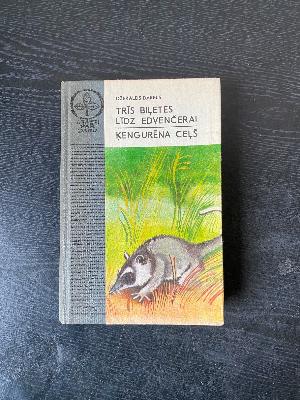 DŽERALDS DARELS
TRĪS BIĻETES
LĪDZ EDVENČERAI
ĶENGURĒNA CEĻŠ